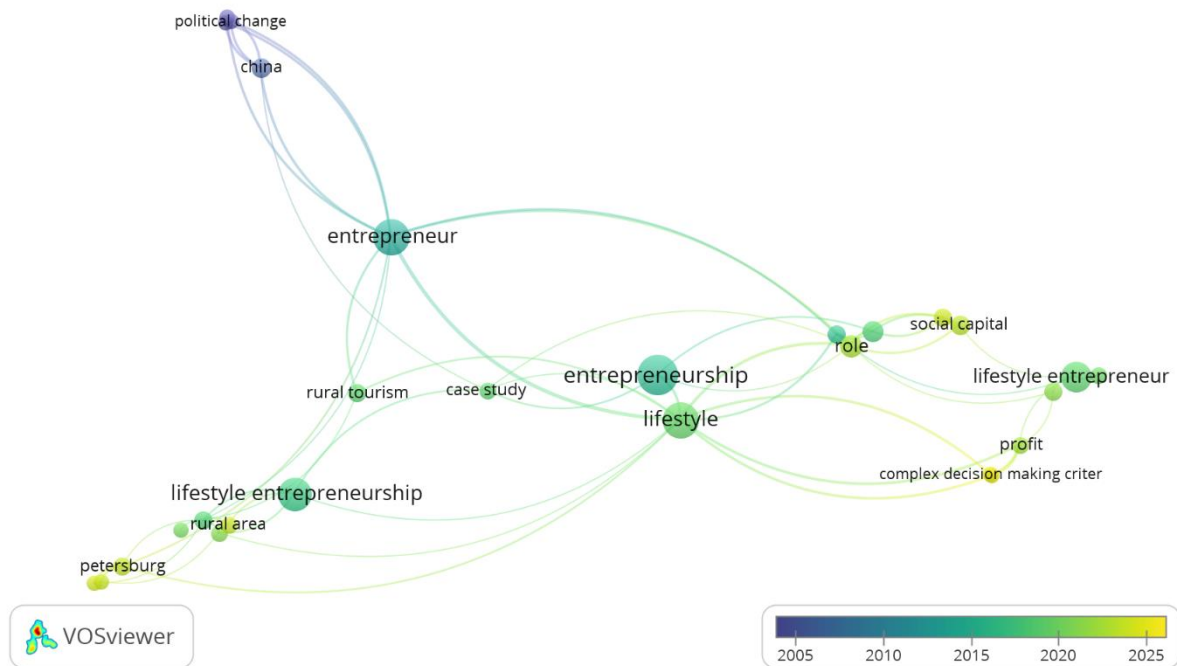 political change
china
entrepreneur
social capital
role
entrepreneurship
lifestyle entrepreneur
rural tourism
case study
lifestyle
profit
complex decision making criter
lifestyle entrepreneurship
rural area
petersburg
VOSviewer
2005 2010 2015 2020 2025